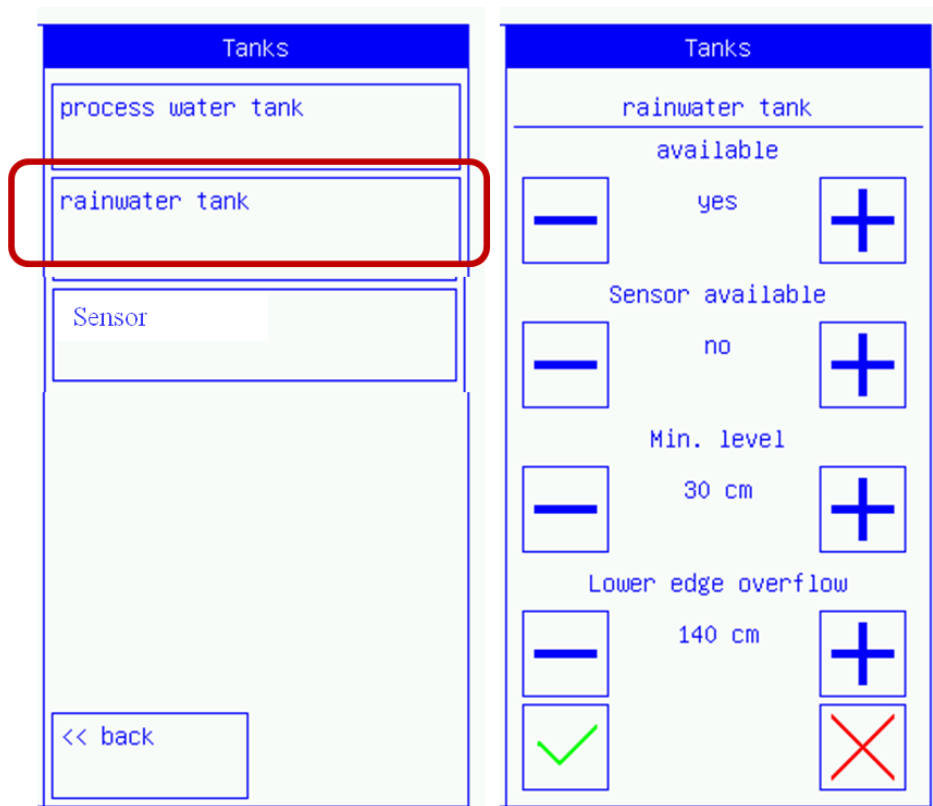 Tanks
process water tank
rainwater tank
Sensor
<< back
Tanks
rainwater tank
available
yes
Sensor available
no
Min. level
30 cm
Lower edge overflow
140 cm